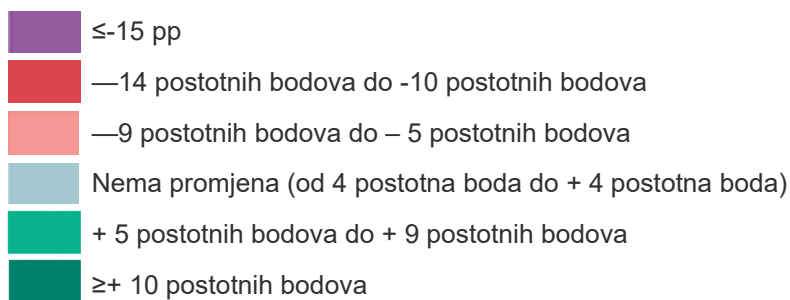 ≤-15 pp
—14 postotnih bodova do -10 postotnih bodova
—9 postotnih bodova do – 5 postotnih bodova
Nema promjena (od 4 postotna boda do + 4 postotna boda)
+ 5 postotnih bodova do + 9 postotnih bodova
≥+ 10 postotnih bodova